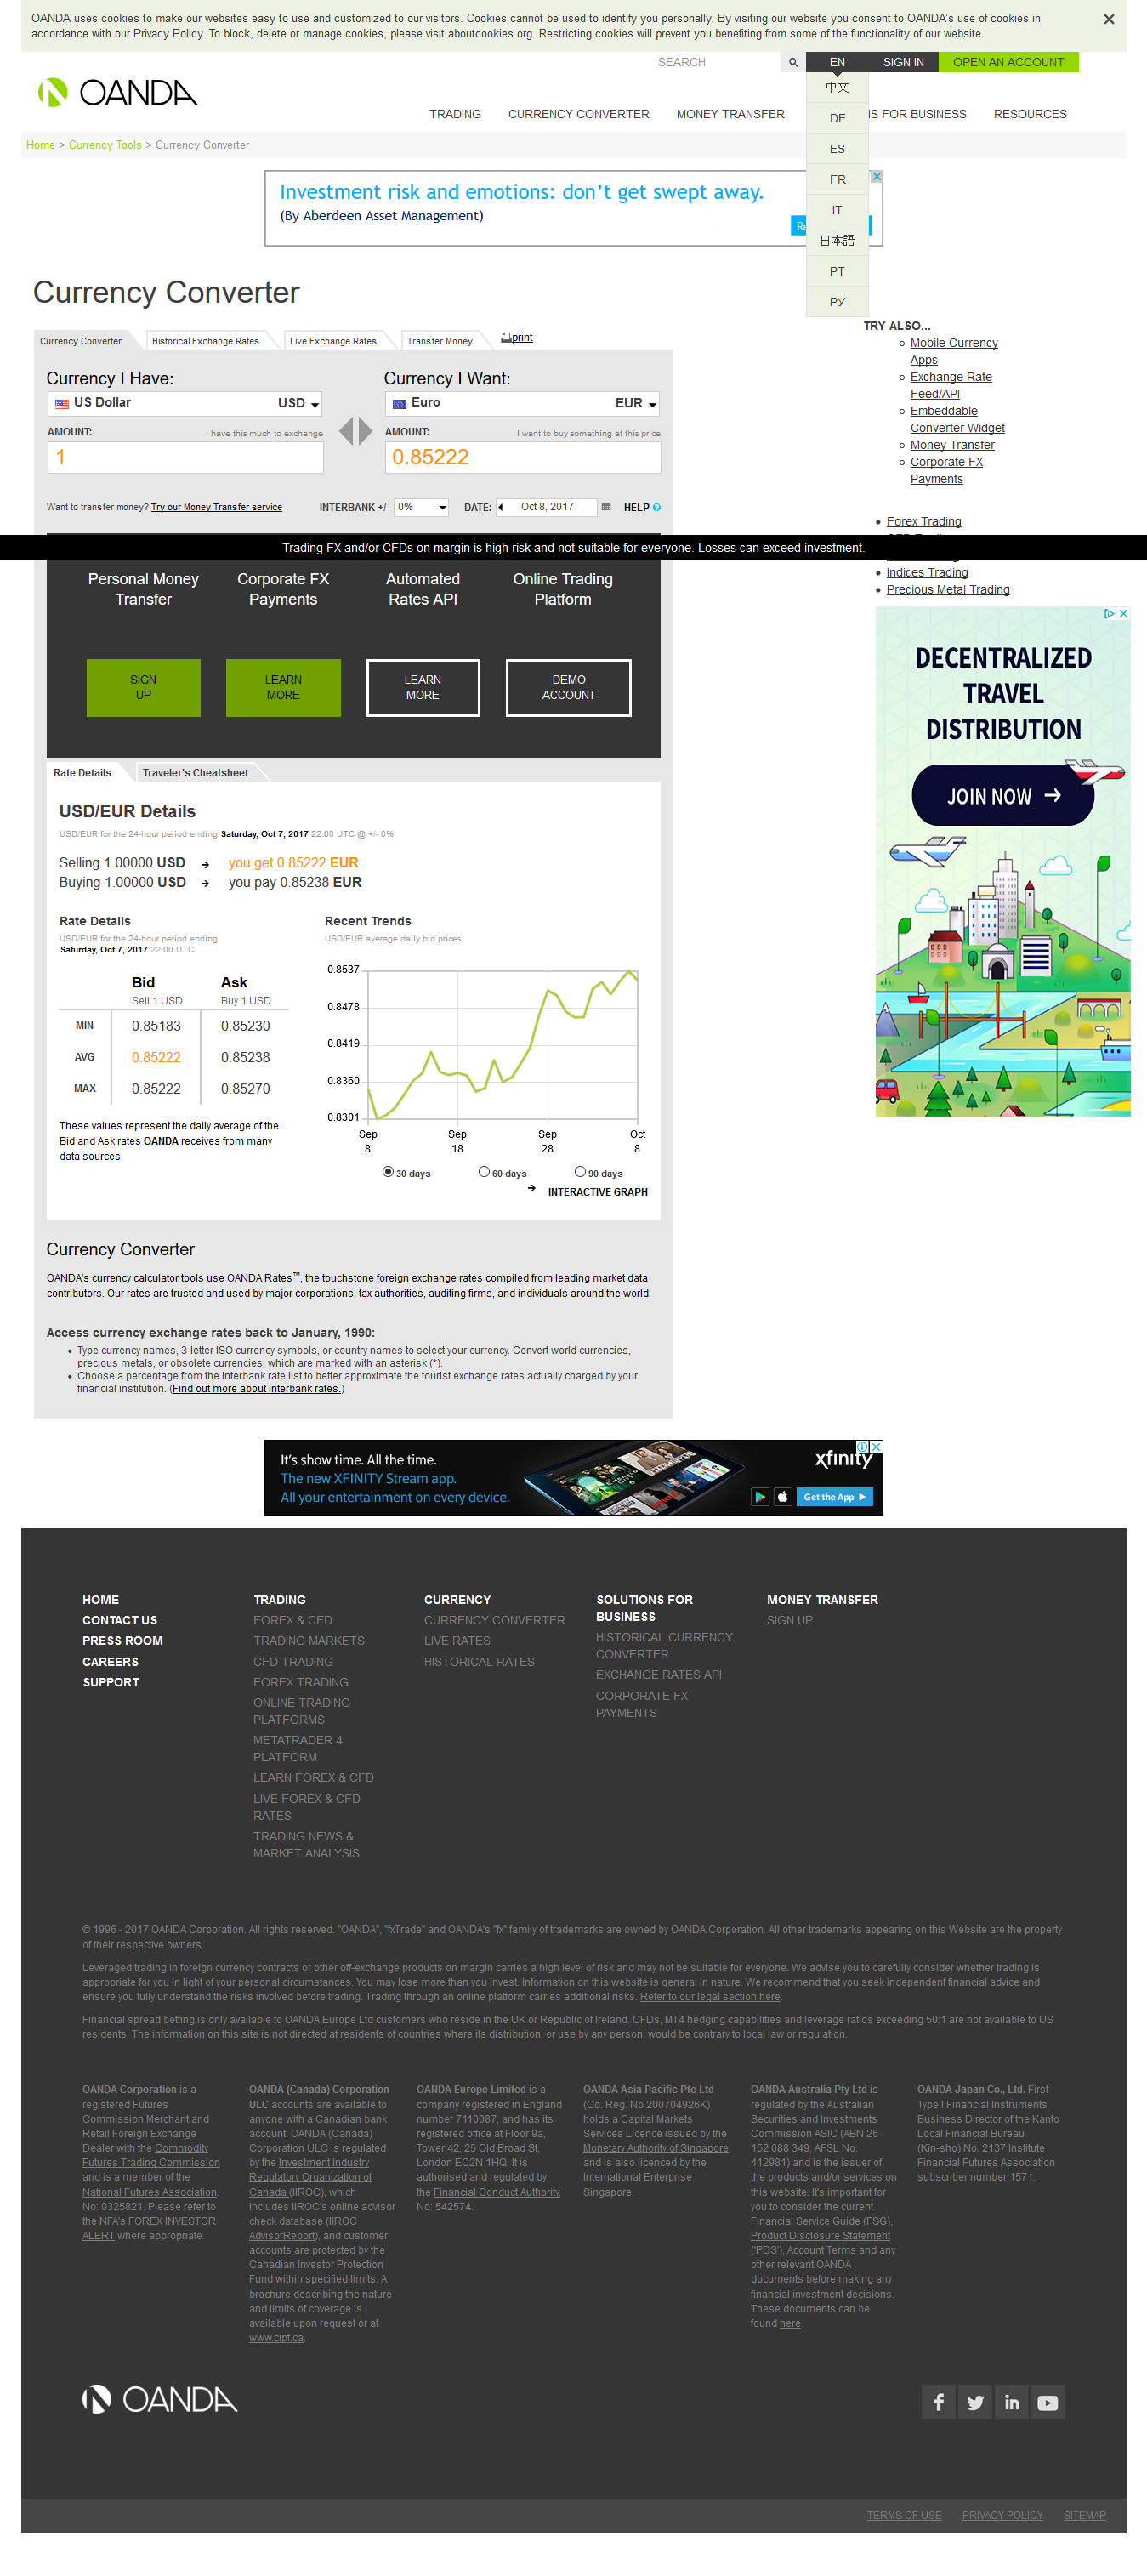 OANDA uses cookies to make our websites easy to use and customized to our visitors. Cookies cannot be used to identify you personally. By visiting our website you consent to OANDA's use of cookies in
accordance with our Privacy Policy. To block, delete or manage cookies, please visit aboutcookies.org. Restricting cookies will prevent you benefiting from some of the functionality of our website.
SEARCH
EN
SIGN IN
OPEN AN ACCOUNT
OANDA
中文
DE
ES
FR
IT
日本語
PT
РУ
TRADING
CURRENCY CONVERTER
MONEY TRANSFER
FOR BUSINESS
RESOURCES
Home > Currency Tools > Currency Converter
Investment risk and emotions: don't get swept away.
(By Aberdeen Asset Management)
Currency Converter
Currency Converter
Historical Exchange Rates
Live Exchange Rates
Transfer Money
print
Currency I Have:
US Dollar USD
AMOUNT: I have this much to exchange
1
Currency I Want:
Euro EUR
AMOUNT: I want to buy something at this price
0.85222
Want to transfer money? Try our Money Transfer service
INTERBANK +/- 0%
DATE: Oct 8, 2017
HELP ?
TRY ALSO...
Mobile Currency
Apps
Exchange Rate
Feed/API
Embeddable
Converter Widget
Money Transfer
Corporate FX
Payments
Forex Trading
Trading FX and/or CFDs on margin is high risk and not suitable for everyone. Losses can exceed investment.
Indices Trading
Precious Metal Trading
Personal Money
Transfer
Corporate FX
Payments
Automated
Rates API
Online Trading
Platform
SIGN
UP
LEARN
MORE
LEARN
MORE
DEMO
ACCOUNT
DECENTRALIZED
TRAVEL
DISTRIBUTION
JOIN NOW
Rate Details
Traveler's Cheatsheet
USD/EUR Details
USD/EUR for the 24-hour period ending Saturday, Oct 7, 2017 22:00 UTC @ +/- 0%
Selling 1.00000 USD you get 0.85222 EUR
Buying 1.00000 USD you pay 0.85238 EUR
Rate Details
USD/EUR for the 24-hour period ending
Saturday, Oct 7, 2017 22:00 UTC
Bid Ask
Sell 1 USD Buy 1 USD
MIN 0.85183 0.85230
AVG 0.85222 0.85238
MAX 0.85222 0.85270
These values represent the daily average of the
Bid and Ask rates OANDA receives from many
data sources.
Recent Trends
USD/EUR average daily bid prices
0.8537
0.8478
0.8419
0.8360
0.8301
Sep
8
Sep
18
Sep
28
Oct
8
30 days
60 days
90 days
INTERACTIVE GRAPH
Currency Converter
OANDA's currency calculator tools use OANDA Rates™, the touchstone foreign exchange rates compiled from leading market data
contributors. Our rates are trusted and used by major corporations, tax authorities, auditing firms, and individuals around the world.
Access currency exchange rates back to January, 1990:
Type currency names, 3-letter ISO currency symbols, or country names to select your currency. Convert world currencies,
precious metals, or obsolete currencies, which are marked with an asterisk (*).
Choose a percentage from the interbank rate list to better approximate the tourist exchange rates actually charged by your
financial institution. (Find out more about interbank rates.)
It's show time. All the time.
The new XFINITY Stream app.
All your entertainment on every device.
xfinity
Get the App
HOME
CONTACT US
PRESS ROOM
CAREERS
SUPPORT
TRADING
FOREX & CFD
TRADING MARKETS
CFD TRADING
FOREX TRADING
ONLINE TRADING
PLATFORMS
METATRADER 4
PLATFORM
LEARN FOREX & CFD
LIVE FOREX & CFD
RATES
TRADING NEWS &
MARKET ANALYSIS
CURRENCY
CURRENCY CONVERTER
LIVE RATES
HISTORICAL RATES
SOLUTIONS FOR
BUSINESS
HISTORICAL CURRENCY
CONVERTER
EXCHANGE RATES API
CORPORATE FX
PAYMENTS
MONEY TRANSFER
SIGN UP
© 1996 - 2017 OANDA Corporation. All rights reserved. "OANDA", "fxTrade" and OANDA's "fx" family of trademarks are owned by OANDA Corporation. All other trademarks appearing on this Website are the property
of their respective owners.
Leveraged trading in foreign currency contracts or other off-exchange products on margin carries a high level of risk and may not be suitable for everyone. We advise you to carefully consider whether trading is
appropriate for you in light of your personal circumstances. You may lose more than you invest. Information on this website is general in nature. We recommend that you seek independent financial advice and
ensure you fully understand the risks involved before trading. Trading through an online platform carries additional risks. Refer to our legal section here.
Financial spread betting is only available to OANDA Europe Ltd customers who reside in the UK or Republic of Ireland. CFDs, MT4 hedging capabilities and leverage ratios exceeding 50:1 are not available to US
residents. The information on this site is not directed at residents of countries where its distribution, or use by any person, would be contrary to local law or regulation.
OANDA Corporation is a
registered Futures
Commission Merchant and
Retail Foreign Exchange
Dealer with the Commodity
Futures Trading Commission
and is a member of the
National Futures Association.
No: 0325821. Please refer to
the NFA's FOREX INVESTOR
ALERT where appropriate.
OANDA (Canada) Corporation
ULC accounts are available to
anyone with a Canadian bank
account. OANDA (Canada)
Corporation ULC is regulated
by the Investment Industry
Regulatory Organization of
Canada (IIROC), which
includes IIROC's online advisor
check database (IIROC
AdvisorReport), and customer
accounts are protected by the
Canadian Investor Protection
Fund within specified limits. A
brochure describing the nature
and limits of coverage is
available upon request or at
www.cipf.ca.
OANDA Europe Limited is a
company registered in England
number 7110087, and has its
registered office at Floor 9a,
Tower 42, 25 Old Broad St,
London EC2N 1HQ. It is
authorised and regulated by
the Financial Conduct Authority,
No: 542574.
OANDA Asia Pacific Pte Ltd
(Co. Reg. No 200704926K)
holds a Capital Markets
Services Licence issued by the
Monetary Authority of Singapore
and is also licenced by the
International Enterprise
Singapore.
OANDA Australia Pty Ltd is
regulated by the Australian
Securities and Investments
Commission ASIC (ABN 26
152 088 349, AFSL No.
412981) and is the issuer of
the products and/or services on
this website. It's important for
you to consider the current
Financial Service Guide (FSG),
Product Disclosure Statement
('PDS'), Account Terms and any
other relevant OANDA
documents before making any
financial investment decisions.
These documents can be
found here.
OANDA Japan Co., Ltd. First
Type I Financial Instruments
Business Director of the Kanto
Local Financial Bureau
(Kin-sho) No. 2137 Institute
Financial Futures Association
subscriber number 1571.
OANDA
TERMS OF USE
PRIVACY POLICY
SITEMAP